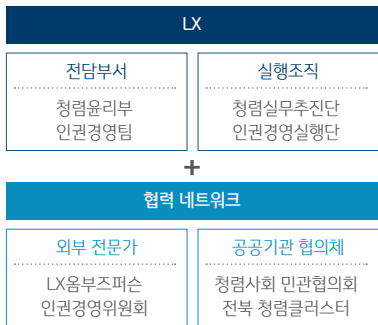 LX
전담부서
청렴윤리부
인권경영팀
실행조직
청렴실무추진단
인권경영실행단
+
협력 네트워크
외부 전문가
LX옴부즈퍼슨
인권경영위원회
공공기관 협의체
청렴사회 민관협의회
전북 청렴클러스터